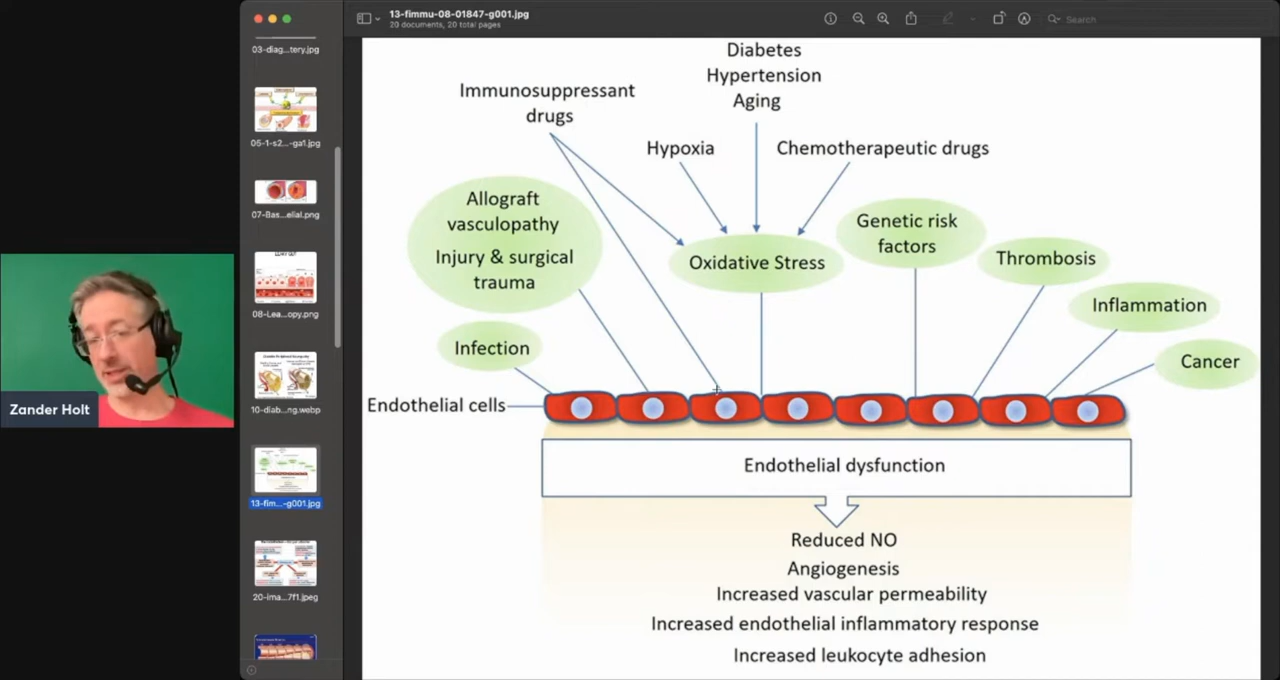 13-fimmu-08-01847-g001.jpg
20 documents, 20 total pages
Search
03-diag...tery.jpg
05-1-s2...-ga1.jpg
07-Bas...elial.png
08-Lea...opy.png
10-diab...ng.webp
13-fim...-g001.jpg
20-ima...7f1.jpeg
Zander Holt
Diabetes
Hypertension
Aging
Immunosuppressant
drugs
Hypoxia
Chemotherapeutic drugs
Allograft
vasculopathy
Injury & surgical
trauma
Oxidative Stress
Genetic risk
factors
Thrombosis
Inflammation
Cancer
Infection
Endothelial cells
Endothelial dysfunction
Reduced NO
Angiogenesis
Increased vascular permeability
Increased endothelial inflammatory response
Increased leukocyte adhesion